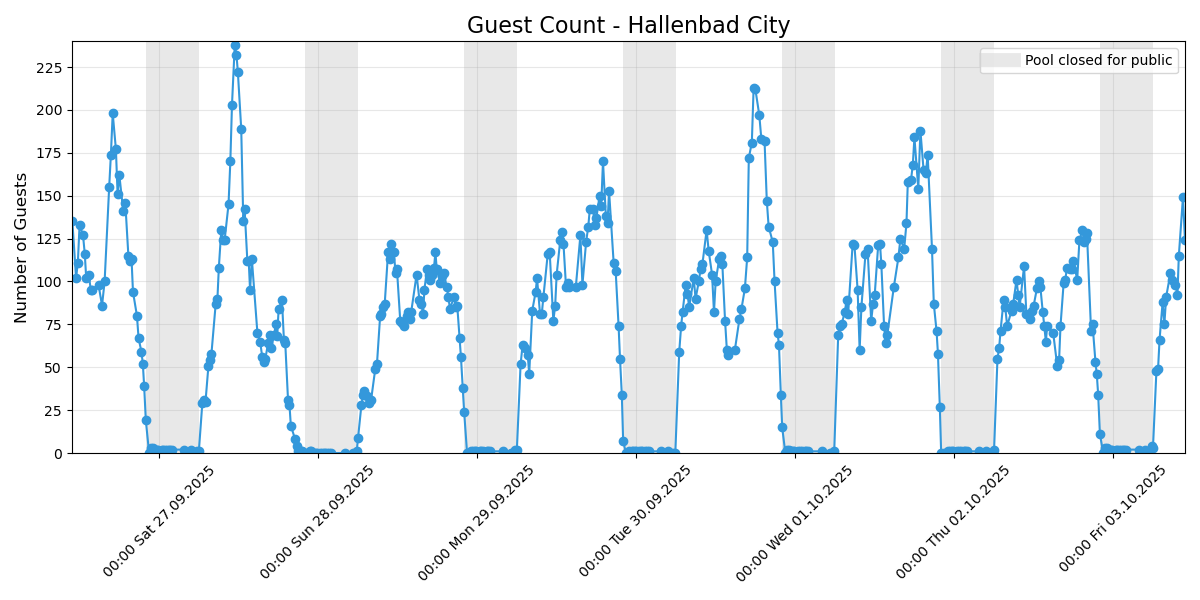 Guest Count - Hallenbad City
Pool closed for public
Number of Guests
225
200
175
150
125
100
75
50
25
0
00:00 Sat 27.09.2025
00:00 Sun 28.09.2025
00:00 Mon 29.09.2025
00:00 Tue 30.09.2025
00:00 Wed 01.10.2025
00:00 Thu 02.10.2025
00:00 Fri 03.10.2025